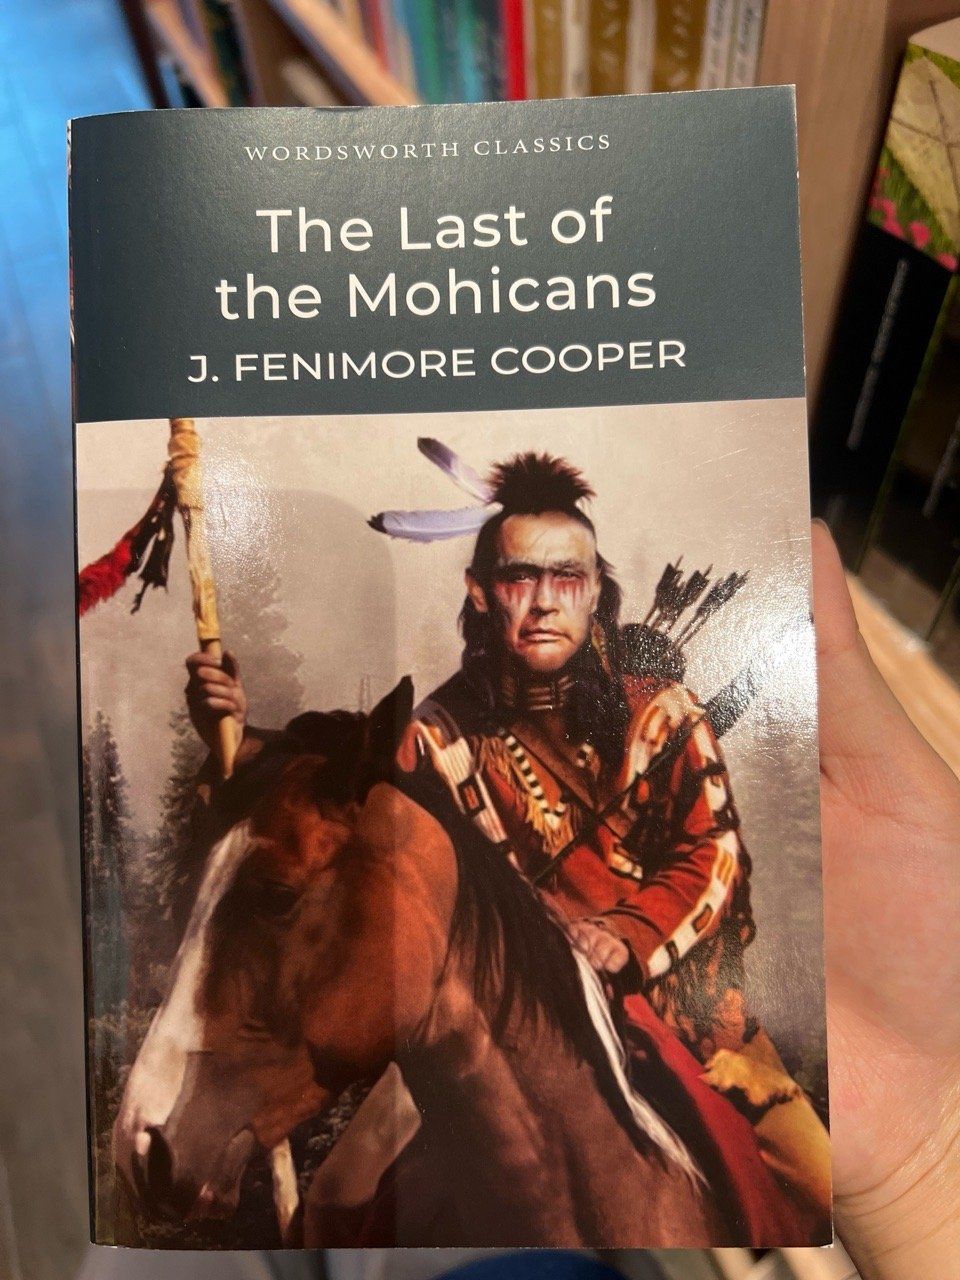 WORDSWORTH CLASSICS
The Last of
the Mohicans
J. FENIMORE COOPER